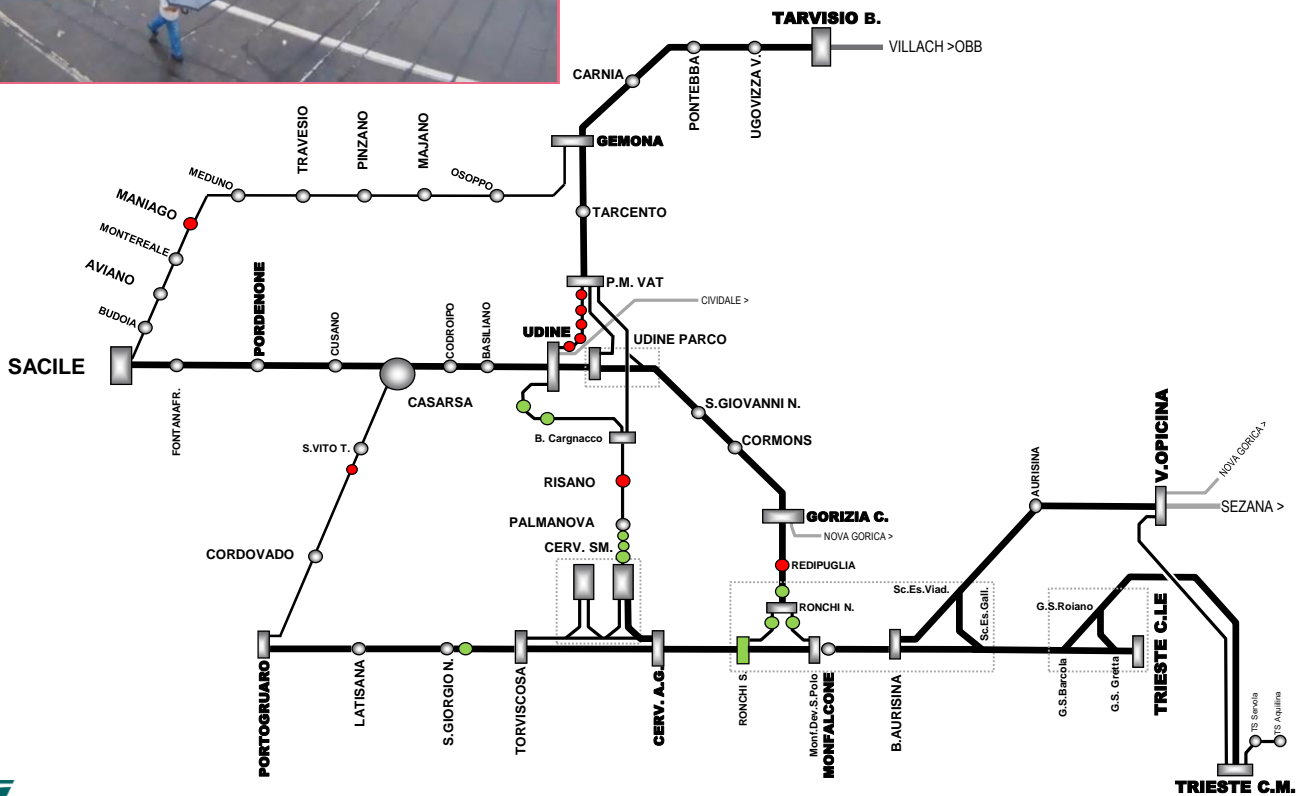 TARVISIO B.
VILLACH >OBB
CARNIA
PONTEBBA
UGOVIZZA V.
GEMONA
TRAVESIO
PINZANO
MAJANO
OSOPPO
MEDUNO
MANIAGO
MONTEREALE
AVIANO
BUDOIA
TARCENTO
P.M. VAT
CIVIDALE >
UDINE
UDINE PARCO
SACILE
FONTANAFR.
PORDENONE
CUSANO
CASARSA
CODROIPO
BASILIANO
S.GIOVANNI N.
CORMONS
B. Cargnacco
S.VITO T.
RISANO
PALMANOVA
CERV. SM.
GORIZIA C.
NOVA GORICA >
REDIPUGLIA
RONCHI N.
AURISINA
V.OPICINA
NOVA GORICA >
SEZANA >
CORDOVADO
Sc.Es.Viad.
Sc.Es.Gall.
G.S.Roiano
PORTOGRUARO
LATISANA
S.GIORGIO N.
TORVISCOSA
CERV. A.G.
RONCHI S.
Monf.Dev.S.Polo
MONFALCONE
B.AURISINA
G.S.Barcola
G.S. Gretta
TRIESTE C.LE
TS Servola
TS Aquilina
TRIESTE C.M.